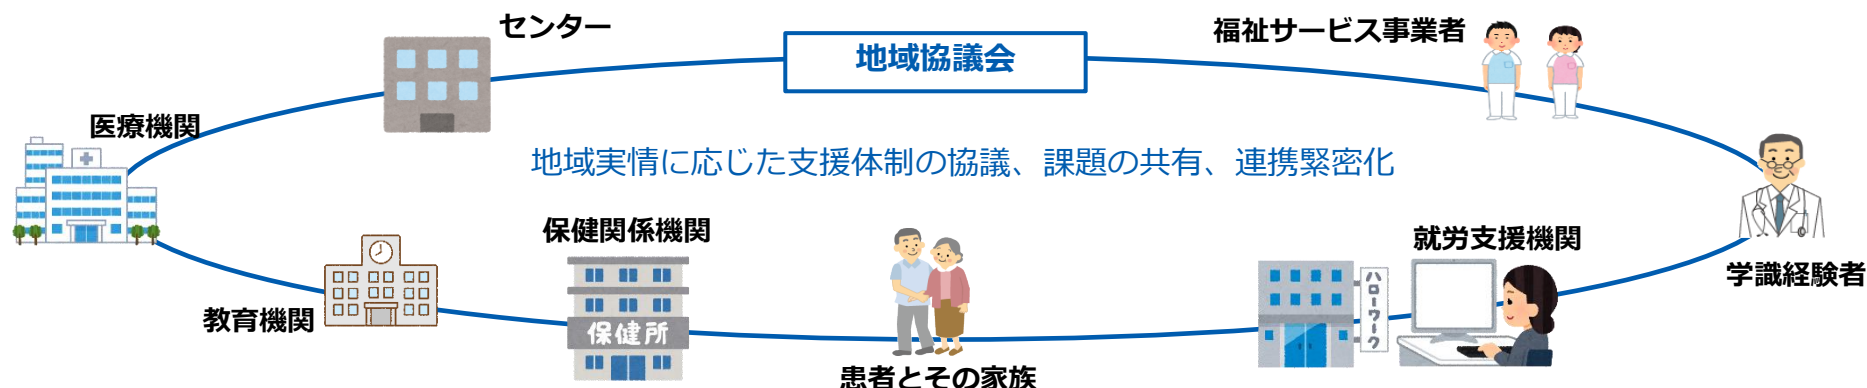 センター
地域協議会
福祉サービス事業者
医療機関
地域実情に応じた支援体制の協議、課題の共有、連携緊密化
教育機関
保健関係機関
保健所
患者とその家族
就労支援機関
ハローワーク
学識経験者